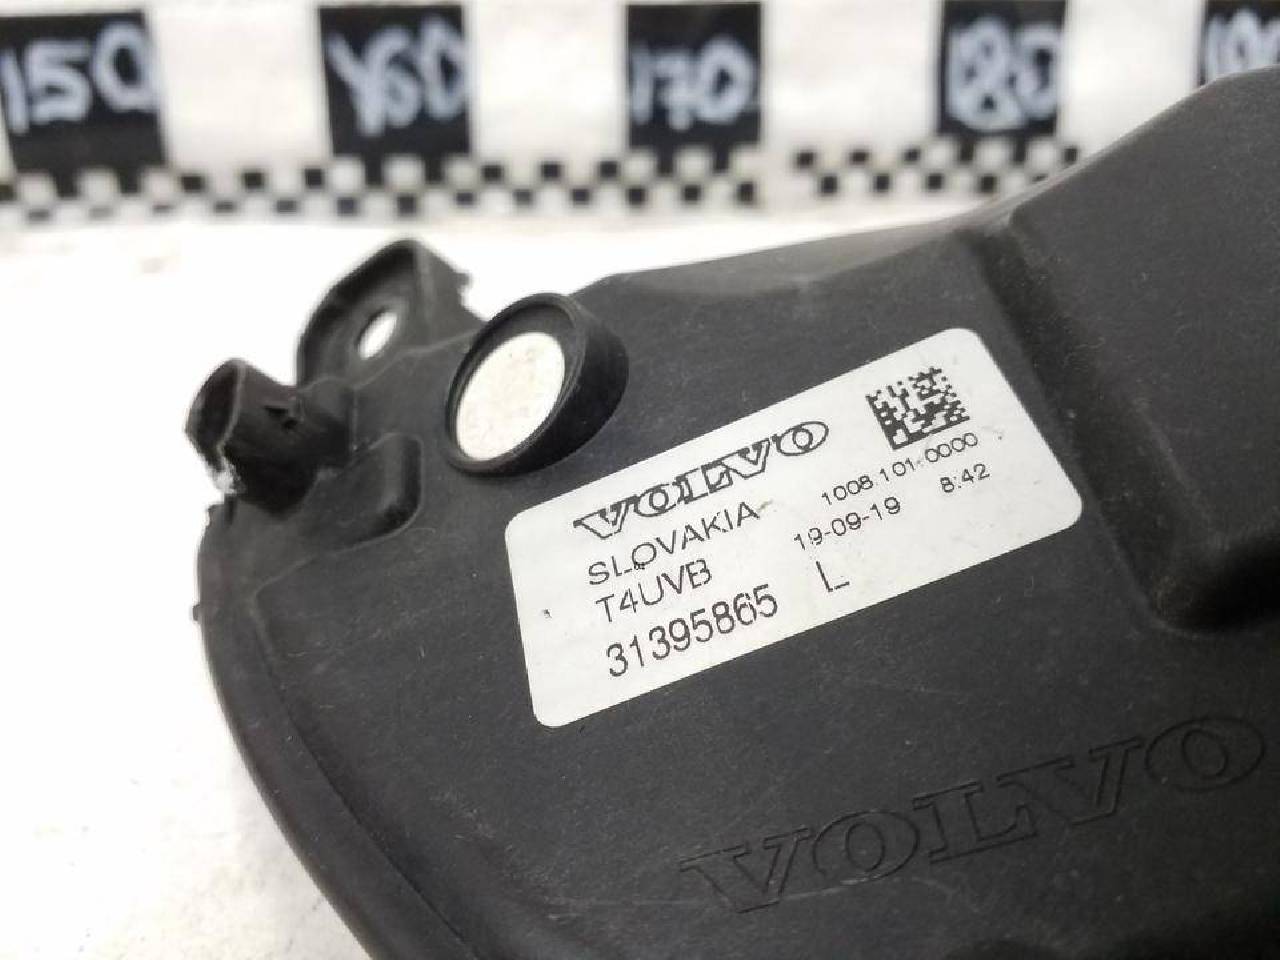 150 160 170 180
VOLVO
SLOVAKIA
T4UVB
31395865 L
1008.101-0000
19-09-19 8:42
VOLVO